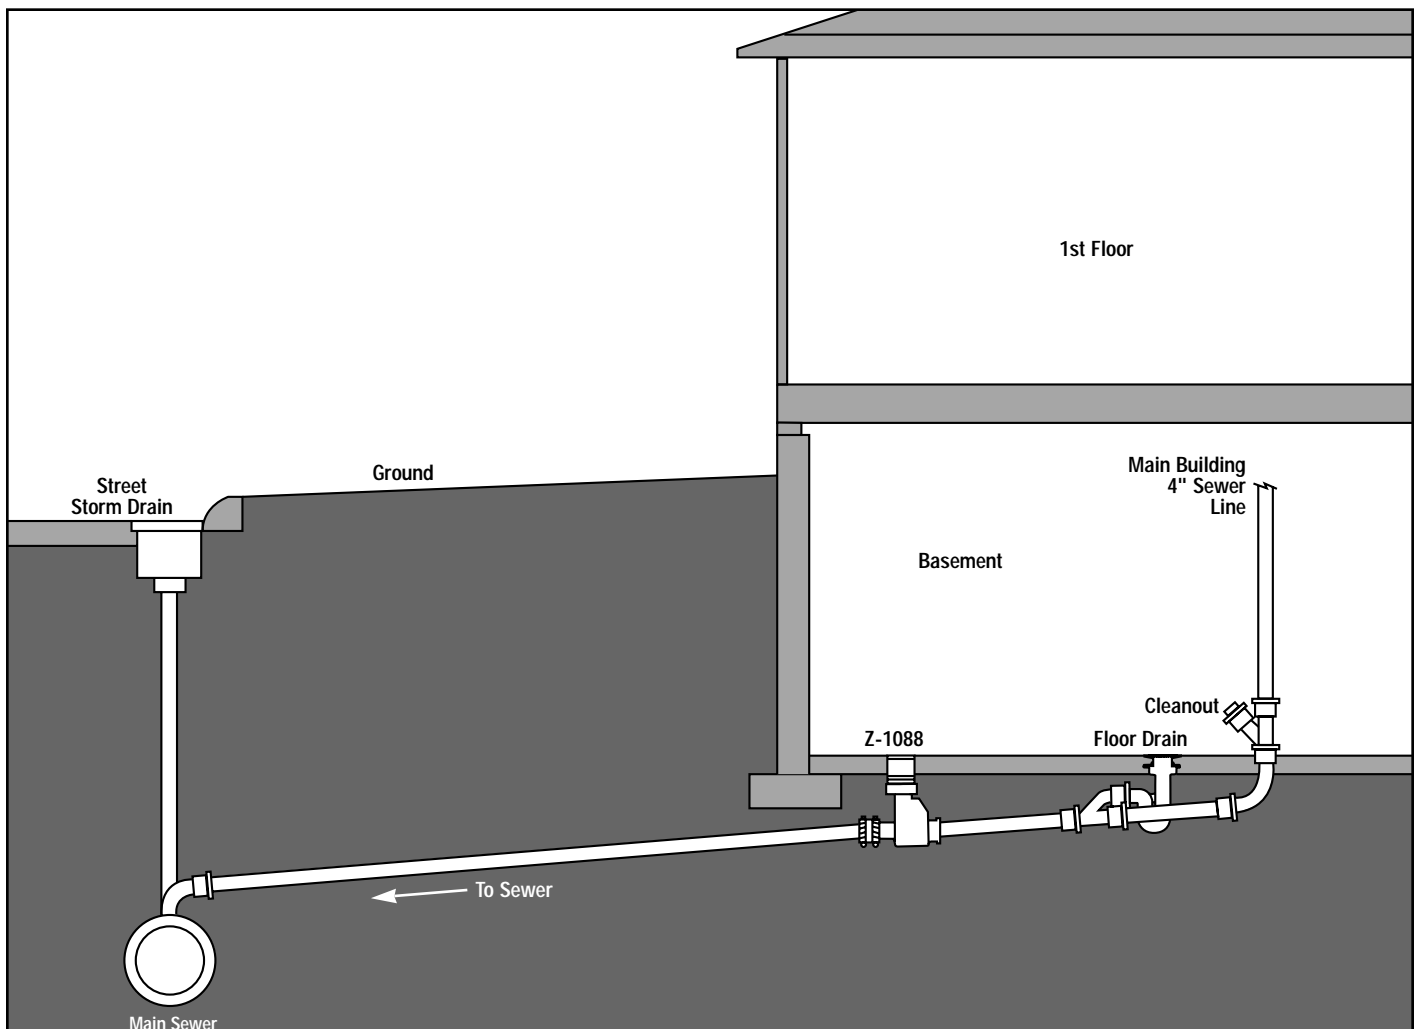 1st Floor
Ground
Main Building
4" Sewer
Line
Street
Storm Drain
Basement
Cleanout
Z-1088
Floor Drain
To Sewer
Main Sewer